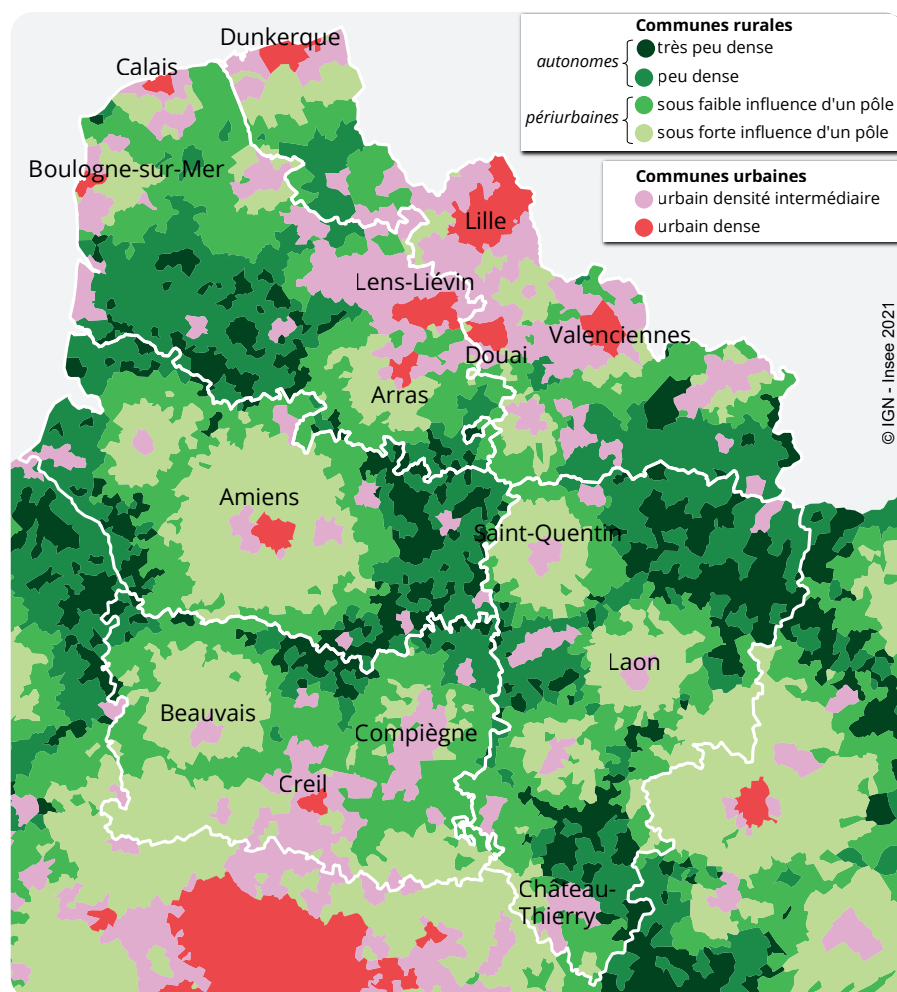 Communes rurales
autonomes
très peu dense
peu dense
périurbaines
sous faible influence d'un pôle
sous forte influence d'un pôle
Communes urbaines
urbain densité intermédiaire
urbain dense
Dunkerque
Calais
Boulogne-sur-Mer
Lille
Lens-Liévin
Valenciennes
Douai
Arras
Amiens
Saint-Quentin
Laon
Beauvais
Compiègne
Creil
Château-
Thierry
© IGN - Insee 2021